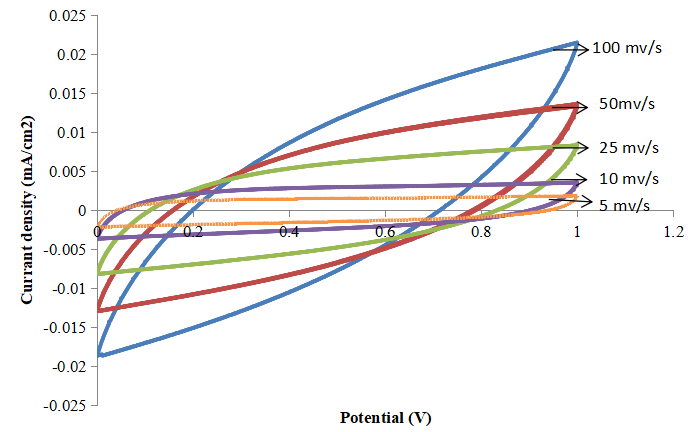 0.025
0.02
0.015
0.01
0.005
0
-0.005
-0.01
-0.015
-0.02
-0.025
0
0.2
0.4
0.6
0.8
1
1.2
100 mv/s
50mv/s
25 mv/s
10 mv/s
5 mv/s
Currant density (mA/cm2)
Potential (V)